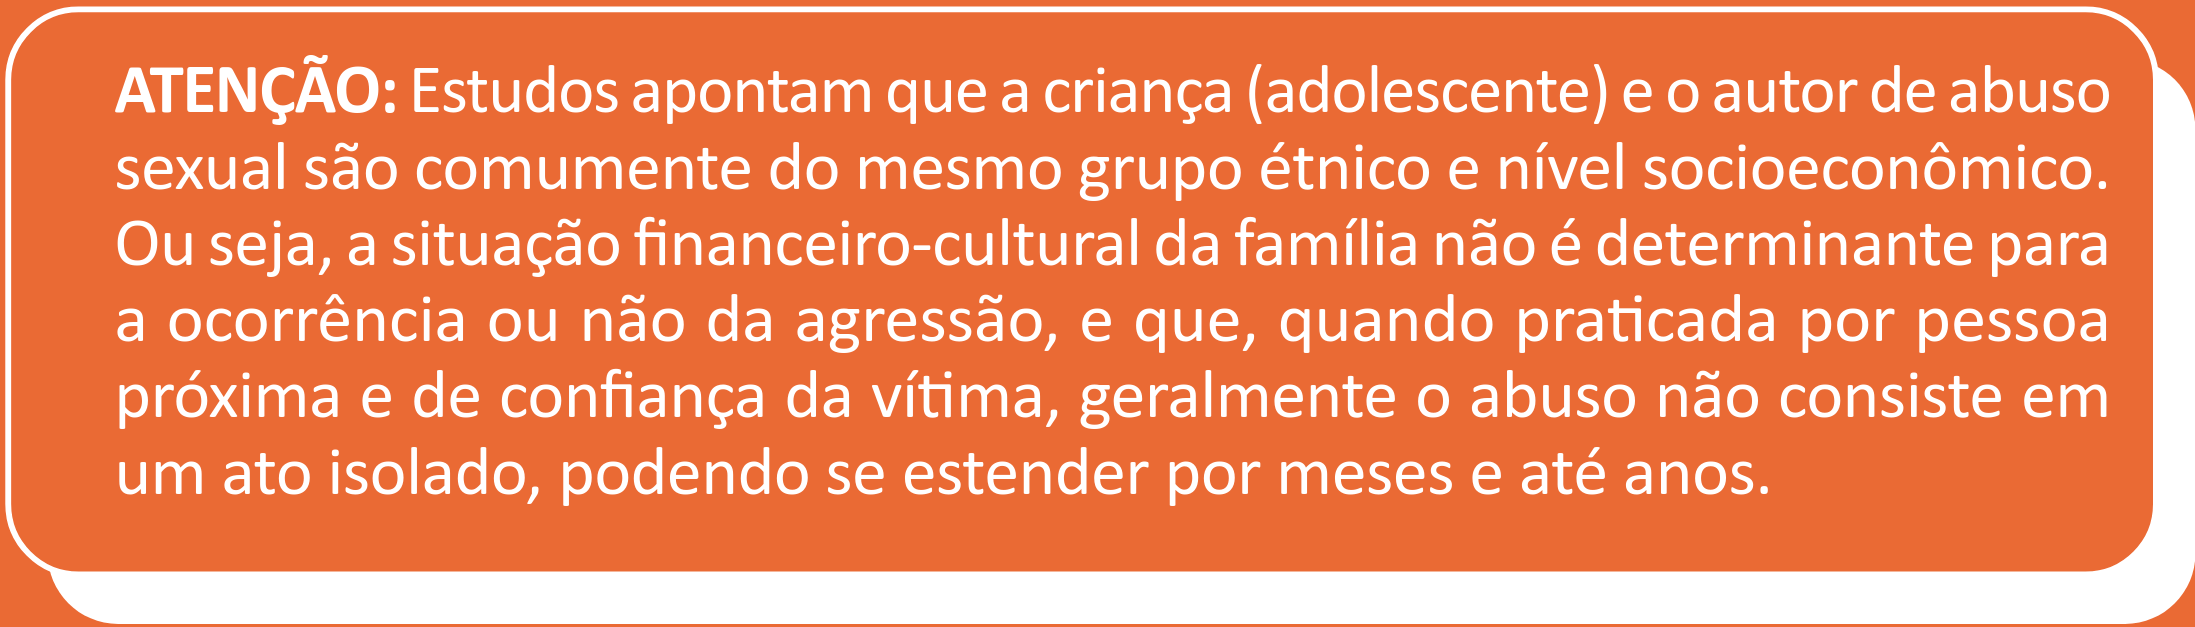 ATENÇÃO: Estudos apontam que a criança (adolescente) e o autor de abuso
sexual são comumente do mesmo grupo étnico e nível socioeconômico.
Ou seja, a situação financeiro-cultural da família não é determinante para
a ocorrência ou não da agressão, e que, quando praticada por pessoa
próxima e de confiança da vítima, geralmente o abuso não consiste em
um ato isolado, podendo se estender por meses e até anos.